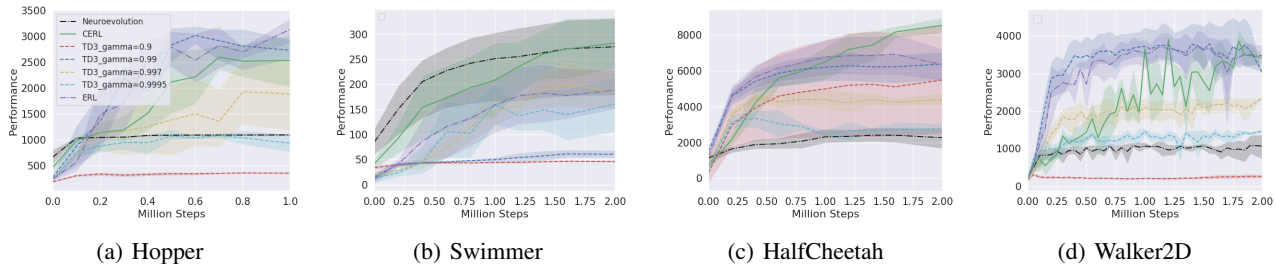 Performance
3500
3000
2500
2000
1500
1000
500
0.0 0.2 0.4 0.6 0.8 1.0
Million Steps
Neuroevolution
CERL
TD3_gamma=0.9
TD3_gamma=0.99
TD3_gamma=0.997
TD3_gamma=0.9995
ERL
(a) Hopper
Performance
300
250
200
150
100
50
0
0.00 0.25 0.50 0.75 1.00 1.25 1.50 1.75 2.00
Million Steps
(b) Swimmer
Performance
8000
6000
4000
2000
0
0.00 0.25 0.50 0.75 1.00 1.25 1.50 1.75 2.00
Million Steps
(c) HalfCheetah
Performance
4000
3000
2000
1000
0
0.00 0.25 0.50 0.75 1.00 1.25 1.50 1.75 2.00
Million Steps
(d) Walker2D